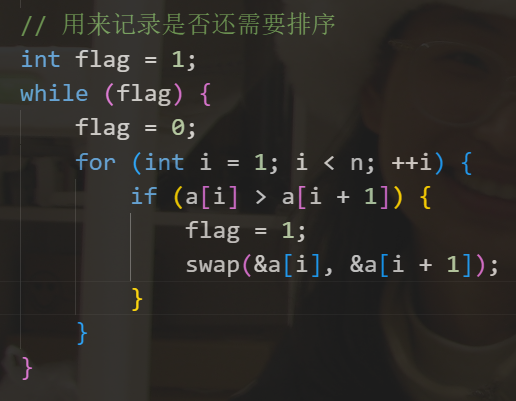 // 用来记录是否还需要排序
int flag = 1;
while (flag) {
    flag = 0;
    for (int i = 1; i < n; ++i) {
        if (a[i] > a[i + 1]) {
            flag = 1;
            swap(&a[i], &a[i + 1]);
        }
    }
}